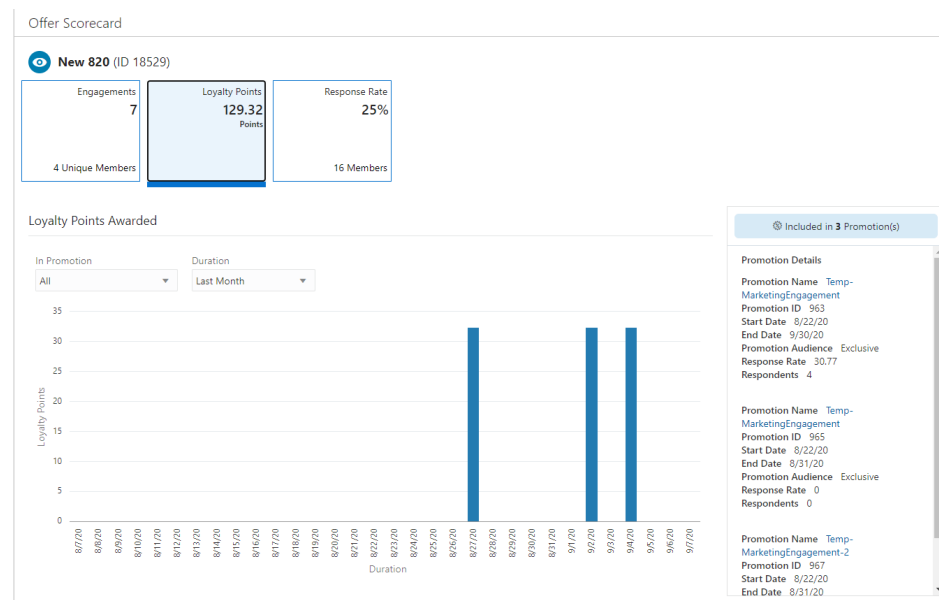 Offer Scorecard
New 820 (ID 18529)
Engagements
7
4 Unique Members
Loyalty Points
129.32
Points
Response Rate
25%
16 Members
Loyalty Points Awarded
In Promotion
All
Duration
Last Month
35
30
25
20
15
10
5
0
Loyalty Points
8/7/20
8/8/20
8/9/20
8/10/20
8/11/20
8/12/20
8/13/20
8/14/20
8/15/20
8/16/20
8/17/20
8/18/20
8/19/20
8/20/20
8/21/20
8/22/20
8/23/20
8/24/20
8/25/20
8/26/20
8/27/20
8/28/20
8/29/20
8/30/20
8/31/20
9/1/20
9/2/20
9/3/20
9/4/20
9/5/20
9/6/20
9/7/20
Duration
Included in 3 Promotion(s)
Promotion Details
Promotion Name Temp-
MarketingEngagement
Promotion ID 963
Start Date 8/22/20
End Date 9/30/20
Promotion Audience Exclusive
Response Rate 30.77
Respondents 4
Promotion Name Temp-
MarketingEngagement
Promotion ID 965
Start Date 8/22/20
End Date 8/31/20
Promotion Audience Exclusive
Response Rate 0
Respondents 0
Promotion Name Temp-
MarketingEngagement-2
Promotion ID 967
Start Date 8/22/20
End Date 8/31/20